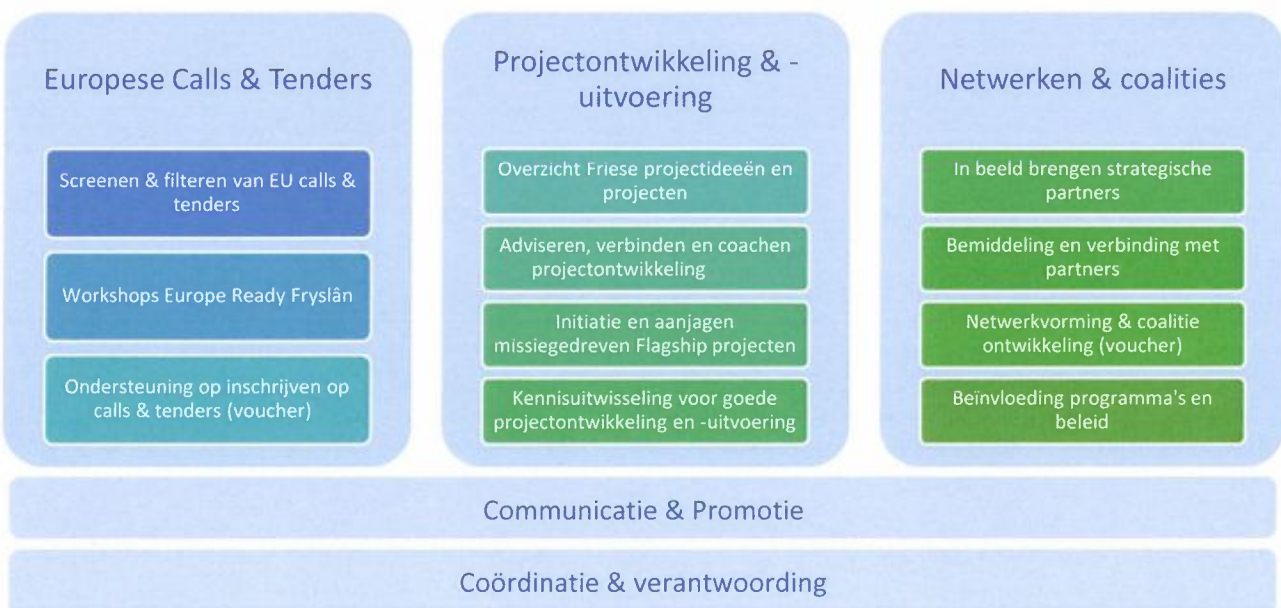 Europese Calls & Tenders
Screenen & filteren van EU calls &
tenders
Workshops Europe Ready Fryslân
Ondersteuning op inschrijven op
calls & tenders (voucher)
Projectontwikkeling & -
uitvoering
Overzicht Friese projectideeën en
projecten
Adviseren, verbinden en coachen
projectontwikkeling
Initiatie en aanjagen
missiegedreven Flagship projecten
Kennisuitwisseling voor goede
projectontwikkeling en -uitvoering
Netwerken & coalities
In beeld brengen strategische
partners
Bemiddeling en verbinding met
partners
Netwerkvorming & coalitie
ontwikkeling (voucher)
Beïnvloeding programma's en
beleid
Communicatie & Promotie
Coördinatie & verantwoording